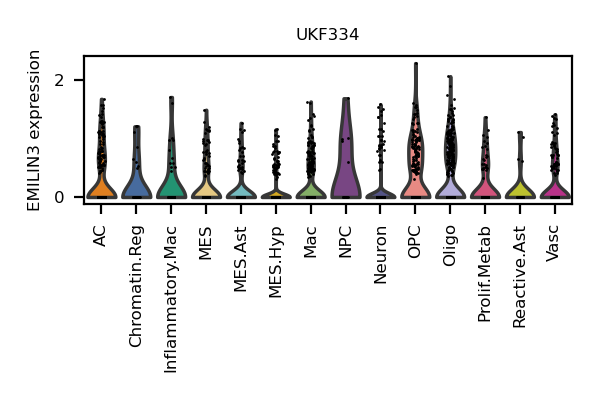 UKF334
EMILIN3 expression
2
0
AC
Chromatin.Reg
Inflammatory.Mac
MES
MES.Ast
MES.Hyp
Mac
NPC
Neuron
OPC
Oligo
Prolif.Metab
Reactive.Ast
Vasc